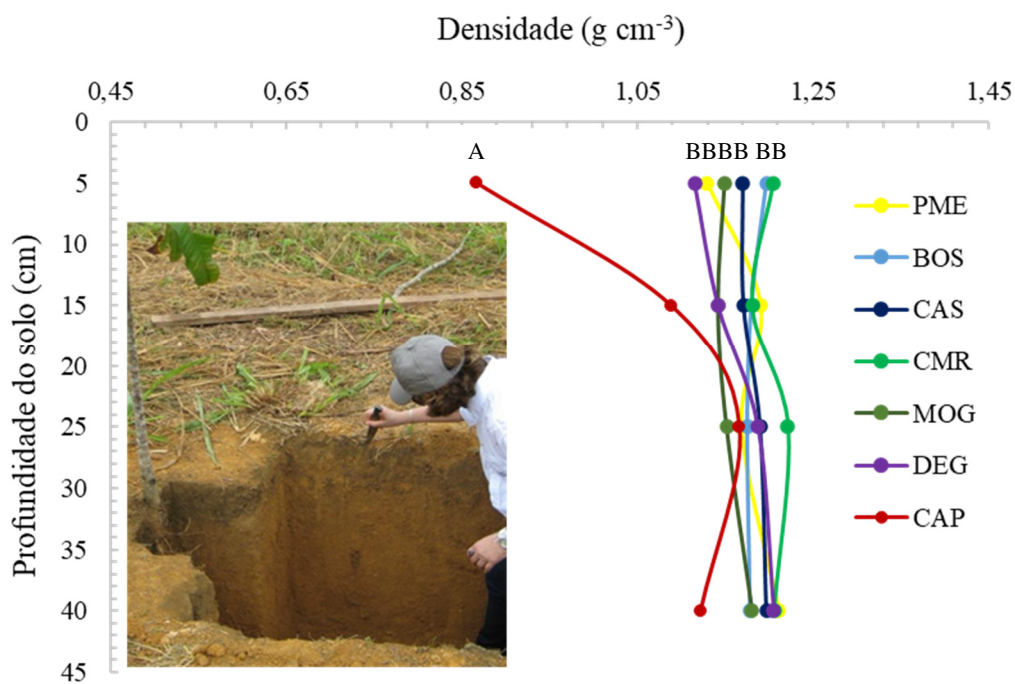 Densidade (g cm-3)
0,45 0,65 0,85 1,05 1,25 1,45
0
5
10
15
20
25
30
35
40
45
Profundidade do solo (cm)
A BBBB BB
PME
BOS
CAS
CMR
MOG
DEG
CAP